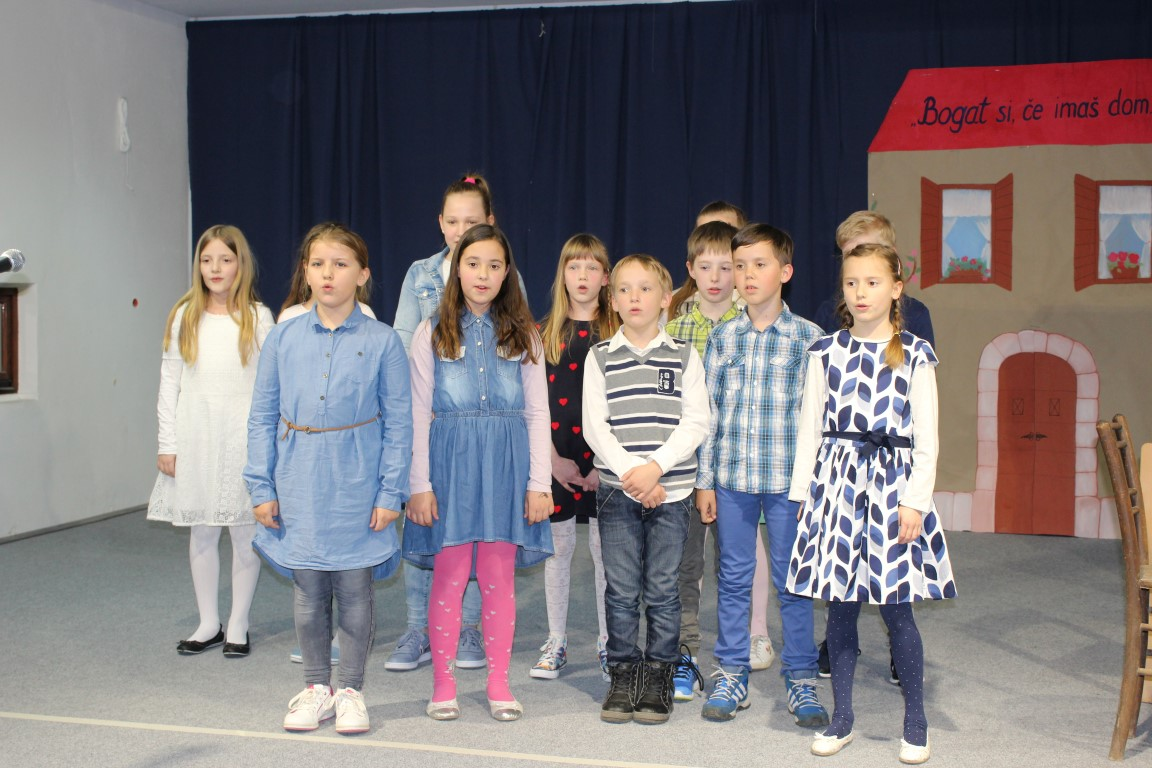 „Bogat si, če imaš dom.
B